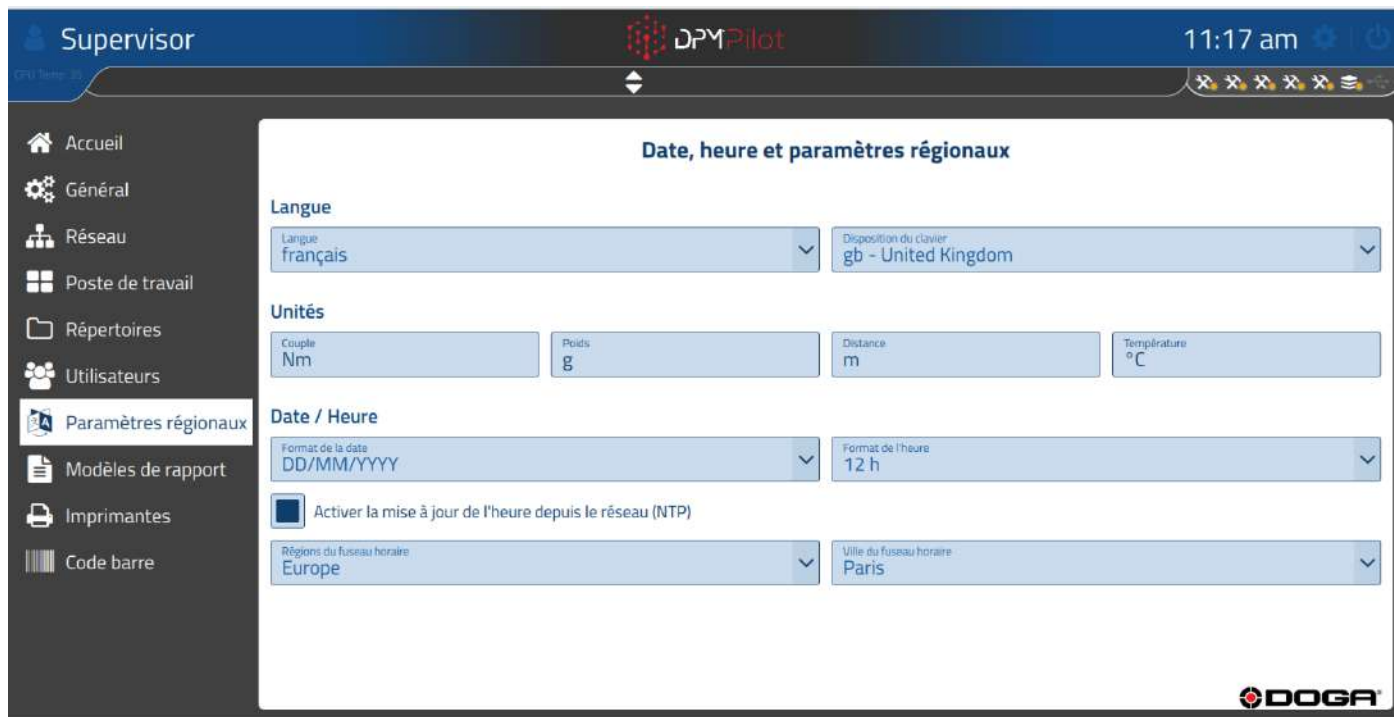 Supervisor
DPMPilot
11:17 am
CPU Temp: 35
Accueil
Général
Réseau
Poste de travail
Répertoires
Utilisateurs
Paramètres régionaux
Modèles de rapport
Imprimantes
Code barre
Date, heure et paramètres régionaux
Langue
Langue
français
Disposition du clavier
gb - United Kingdom
Unités
Couple
Nm
Poids
g
Distance
m
Température
°C
Date / Heure
Format de la date
DD/MM/YYYY
Format de l'heure
12 h
Activer la mise à jour de l'heure depuis le réseau (NTP)
Régions du fuseau horaire
Europe
Ville du fuseau horaire
Paris
DOGA